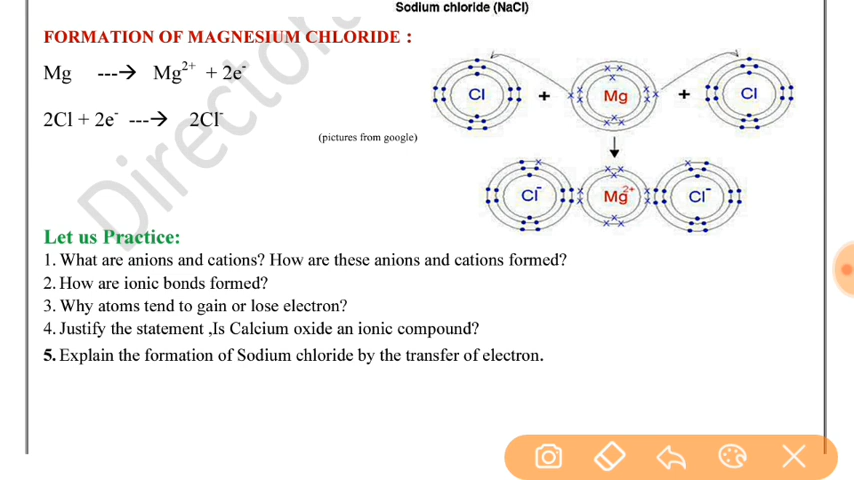 Sodium chloride (NaCl)
FORMATION OF MAGNESIUM CHLORIDE :
Mg ---→ Mg²⁺ + 2e⁻
Cl + Mg + Cl
2Cl + 2e⁻ ---→ 2Cl⁻
(pictures from google)
Cl⁻ Mg²⁺ Cl⁻
Director
Let us Practice:
1. What are anions and cations? How are these anions and cations formed?
2. How are ionic bonds formed?
3. Why atoms tend to gain or lose electron?
4. Justify the statement ,Is Calcium oxide an ionic compound?
5. Explain the formation of Sodium chloride by the transfer of electron.